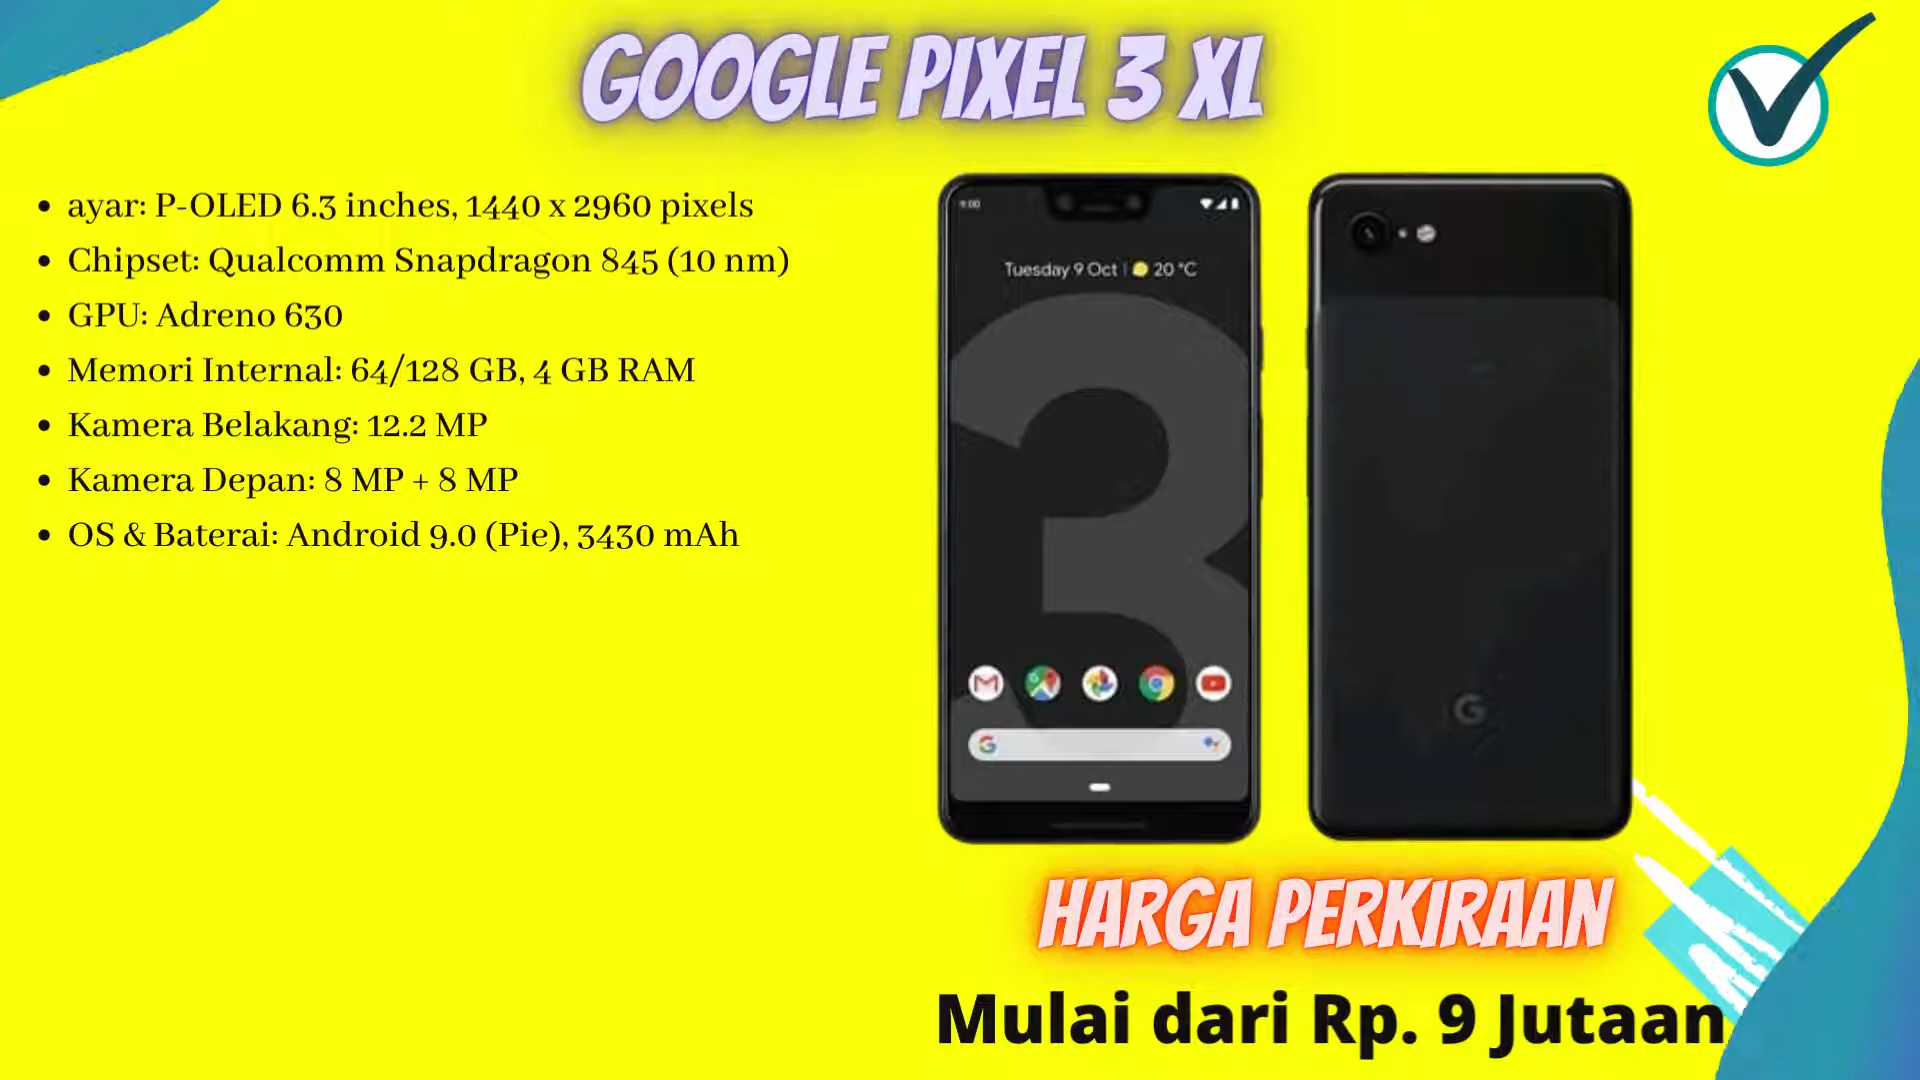 GOOGLE PIXEL 3 XL
ayar: P-OLED 6.3 inches, 1440 x 2960 pixels
Chipset: Qualcomm Snapdragon 845 (10 nm)
GPU: Adreno 630
Memori Internal: 64/128 GB, 4 GB RAM
Kamera Belakang: 12.2 MP
Kamera Depan: 8 MP + 8 MP
OS & Baterai: Android 9.0 (Pie), 3430 mAh
9:00
Tuesday 9 Oct | 20 °C
3
G
HARGA PERKIRAAN
Mulai dari Rp. 9 Jutaan